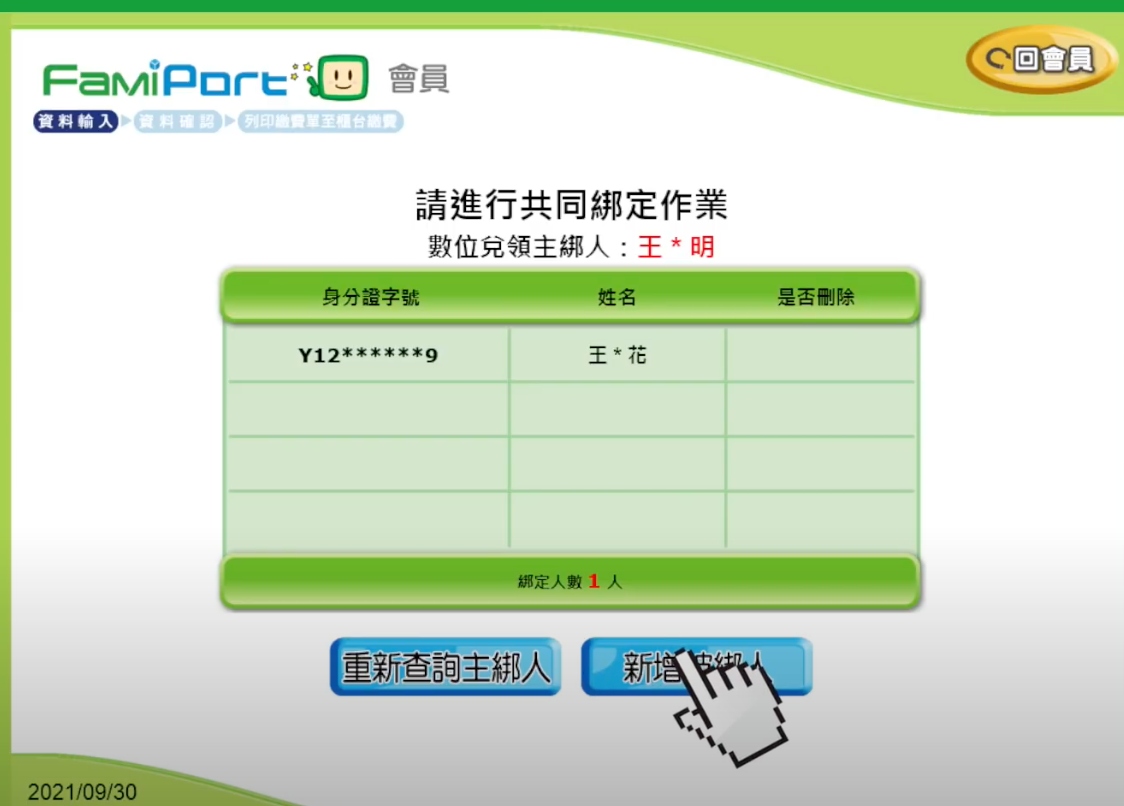 FamiPort 會員
回會員
資料輸入 資料確認 列印繳費單至櫃台繳費
請進行共同綁定作業
數位兌領主綁人：王*明
身分證字號 姓名 是否刪除
Y12******9 王*花
綁定人數 1 人
重新查詢主綁人 新增被綁人
2021/09/30